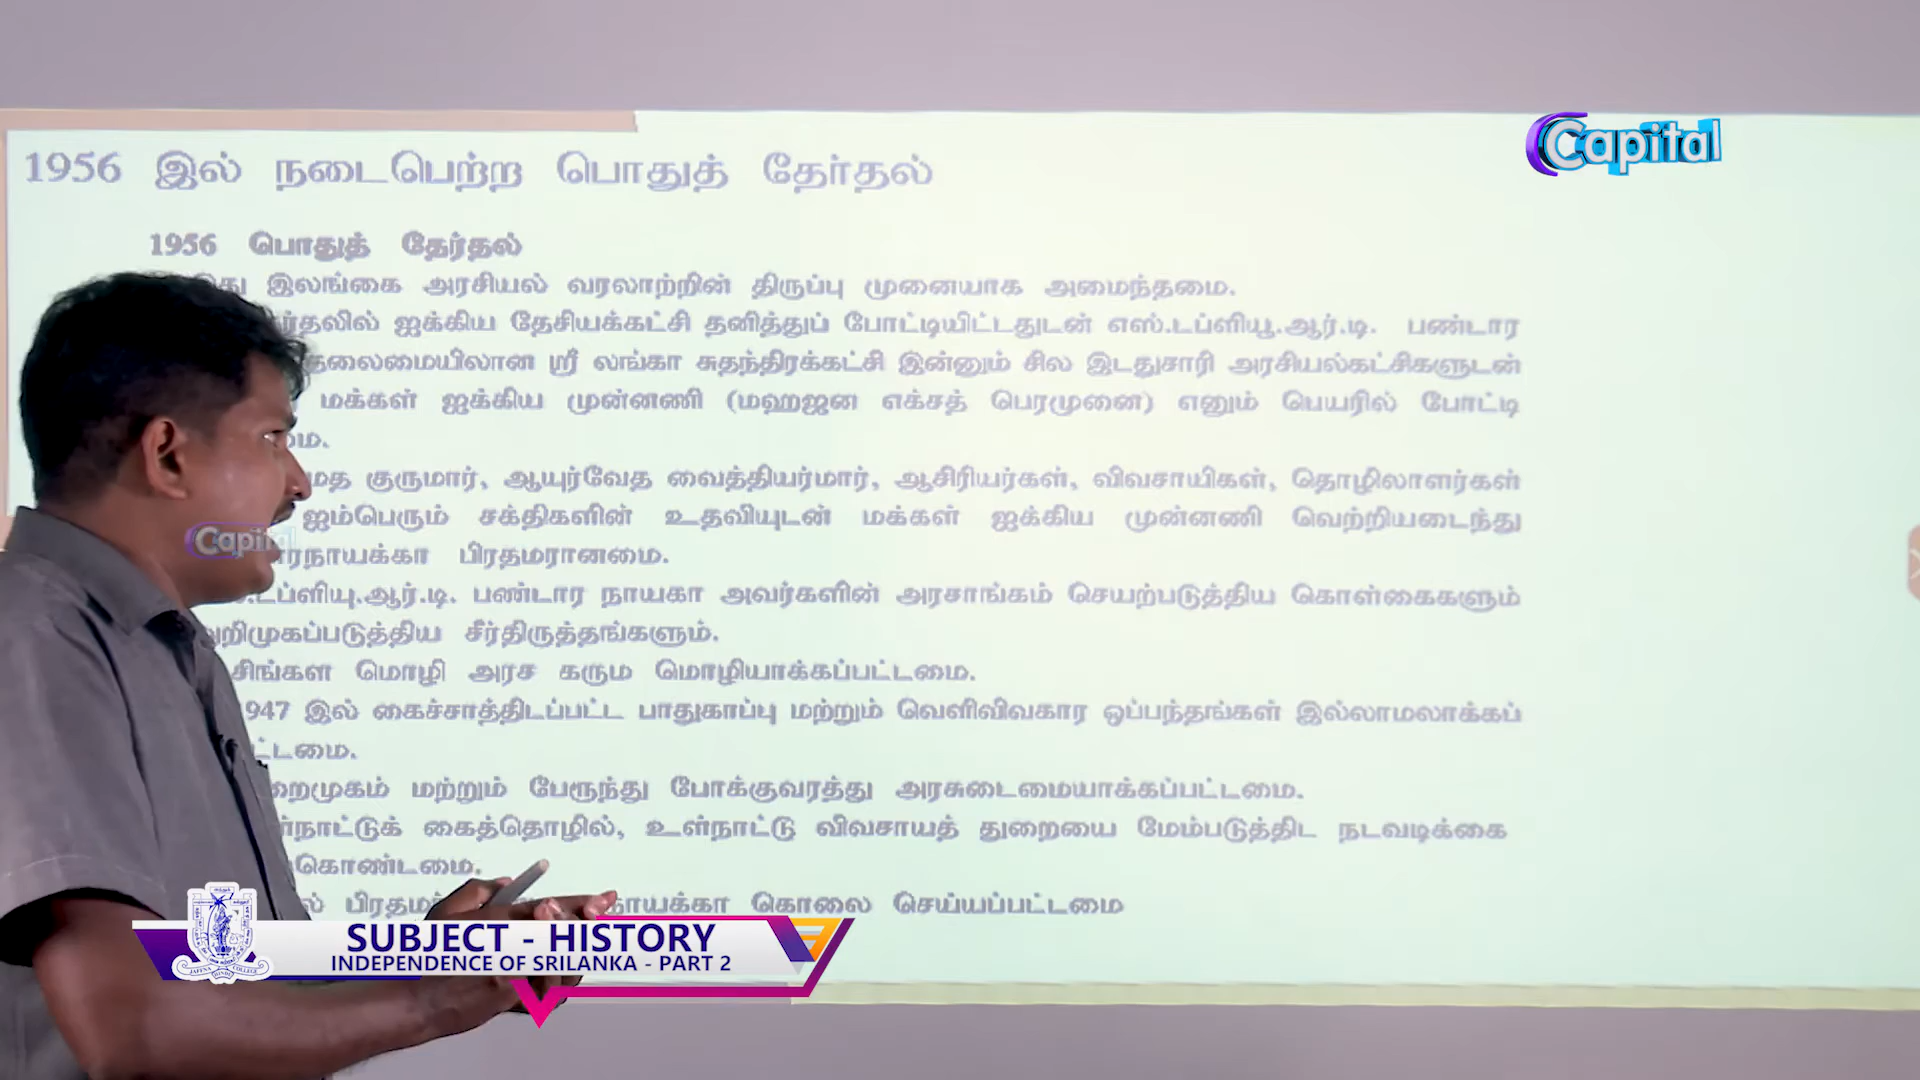 1956 இல் நடைபெற்ற பொதுத் தேர்தல்
Capital
1956 பொதுத் தேர்தல்
இலங்கை அரசியல் வரலாற்றின் திருப்பு முனையாக அமைந்தமை.
ஐக்கிய தேசியக்கட்சி தனித்துப் போட்டியிட்டதுடன் எஸ்.டப்ளியூ.ஆர்.டி. பண்டார
தலைமையிலான ஸ்ரீ லங்கா சுதந்திரக்கட்சி இன்னும் சில இடதுசாரி அரசியல்கட்சிகளுடன்
மக்கள் ஐக்கிய முன்னணி (மஹஜன எக்சத் பெரமுனை) எனும் பெயரில் போட்டி
குருமார், ஆயுர்வேத வைத்தியர்மார், ஆசிரியர்கள், விவசாயிகள், தொழிலாளர்கள்
ஐம்பெரும் சக்திகளின் உதவியுடன் மக்கள் ஐக்கிய முன்னணி வெற்றியடைந்து
பிரதமரானமை.
டப்ளியு.ஆர்.டி. பண்டார நாயகா அவர்களின் அரசாங்கம் செயற்படுத்திய கொள்கைகளும்
சீர்திருத்தங்களும்.
சிங்கள மொழி அரச கரும மொழியாக்கப்பட்டமை.
1947 இல் கைச்சாத்திடப்பட்ட பாதுகாப்பு மற்றும் வெளிவிவகார ஒப்பந்தங்கள் இல்லாமலாக்கப்
மற்றும் பேரூந்து போக்குவரத்து அரசுடைமையாக்கப்பட்டமை.
கைத்தொழில், உள்நாட்டு விவசாயத் துறையை மேம்படுத்திட நடவடிக்கை
கொலை செய்யப்பட்டமை
SUBJECT - HISTORY
INDEPENDENCE OF SRILANKA - PART 2
JAFFNA HINDU COLLEGE